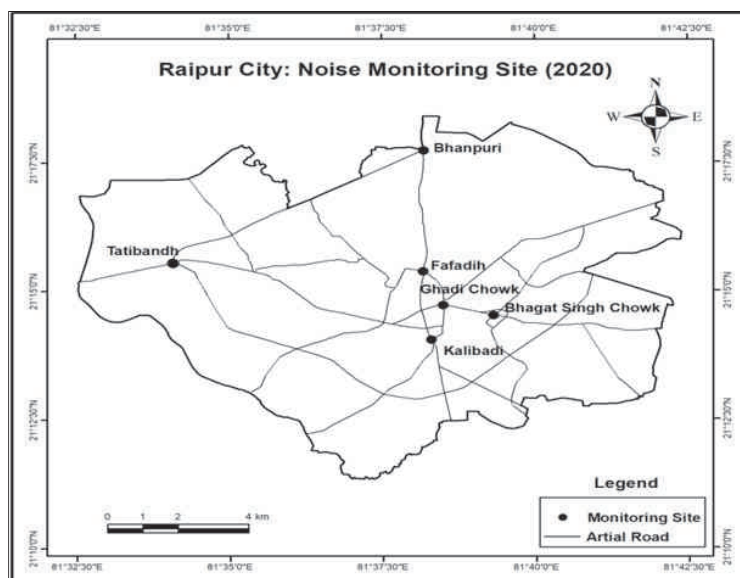 81°32'30"E 81°35'0"E 81°37'30"E 81°40'0"E 81°42'30"E
Raipur City: Noise Monitoring Site (2020)
N
W E
S
21°17'30"N 21°17'30"N
Bhanpuri
Tatibandh
Fafadih
21°15'0"N 21°15'0"N
Ghadi Chowk
Bhagat Singh Chowk
Kalibadi
21°12'30"N 21°12'30"N
Legend
Monitoring Site
Artial Road
0 1 2 4 km
21°10'0"N 21°10'0"N
81°32'30"E 81°35'0"E 81°37'30"E 81°40'0"E 81°42'30"E